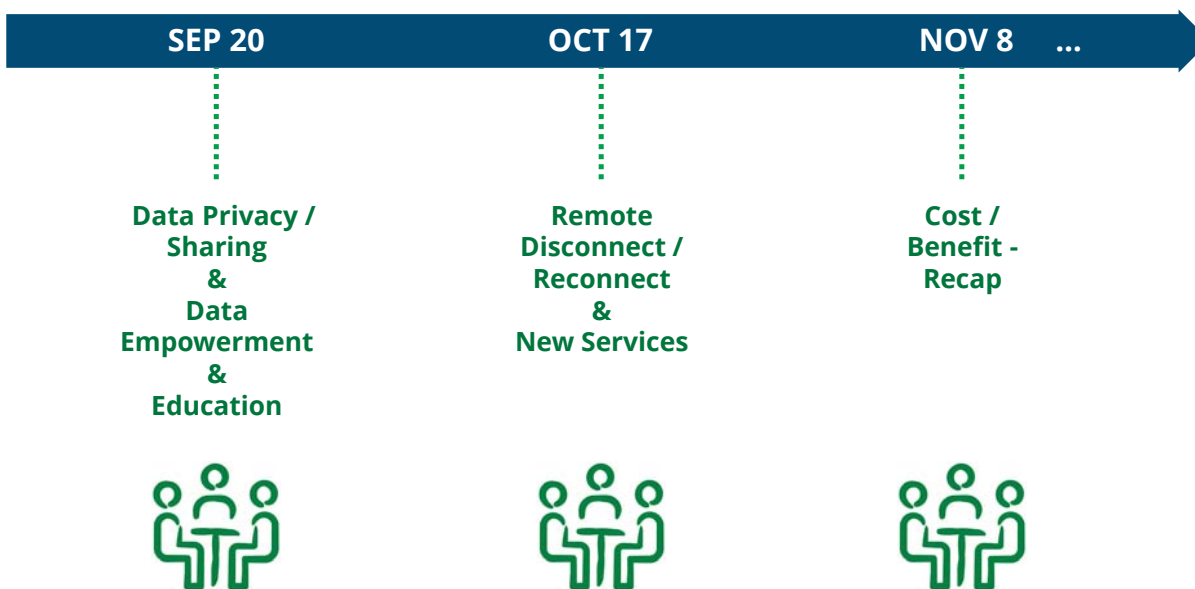 SEP 20 OCT 17 NOV 8 ...
Data Privacy /
Sharing
&
Data
Empowerment
&
Education
Remote
Disconnect /
Reconnect
&
New Services
Cost /
Benefit -
Recap